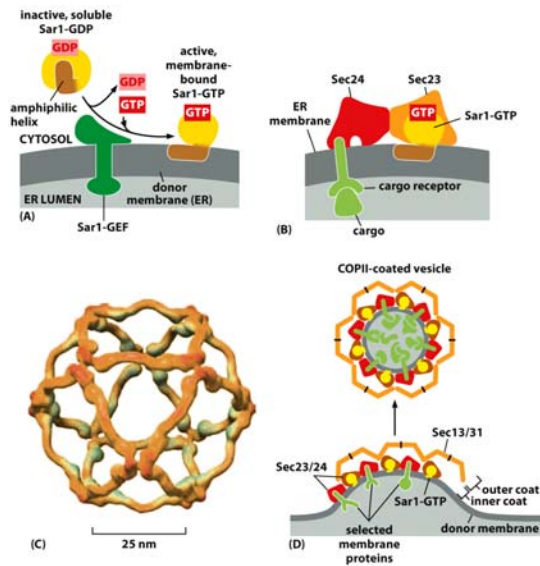 inactive, soluble
Sar1-GDP
GDP
amphiphilic
helix
CYTOSOL
GDP
GTP
active,
membrane-
bound
Sar1-GTP
GTP
ER LUMEN
donor
membrane (ER)
Sar1-GEF
(A)
Sec24
Sec23
ER
membrane
GTP
Sar1-GTP
cargo receptor
cargo
(B)
25 nm
(C)
COPII-coated vesicle
Sec13/31
Sec23/24
Sar1-GTP
outer coat
inner coat
donor membrane
selected
membrane
proteins
(D)